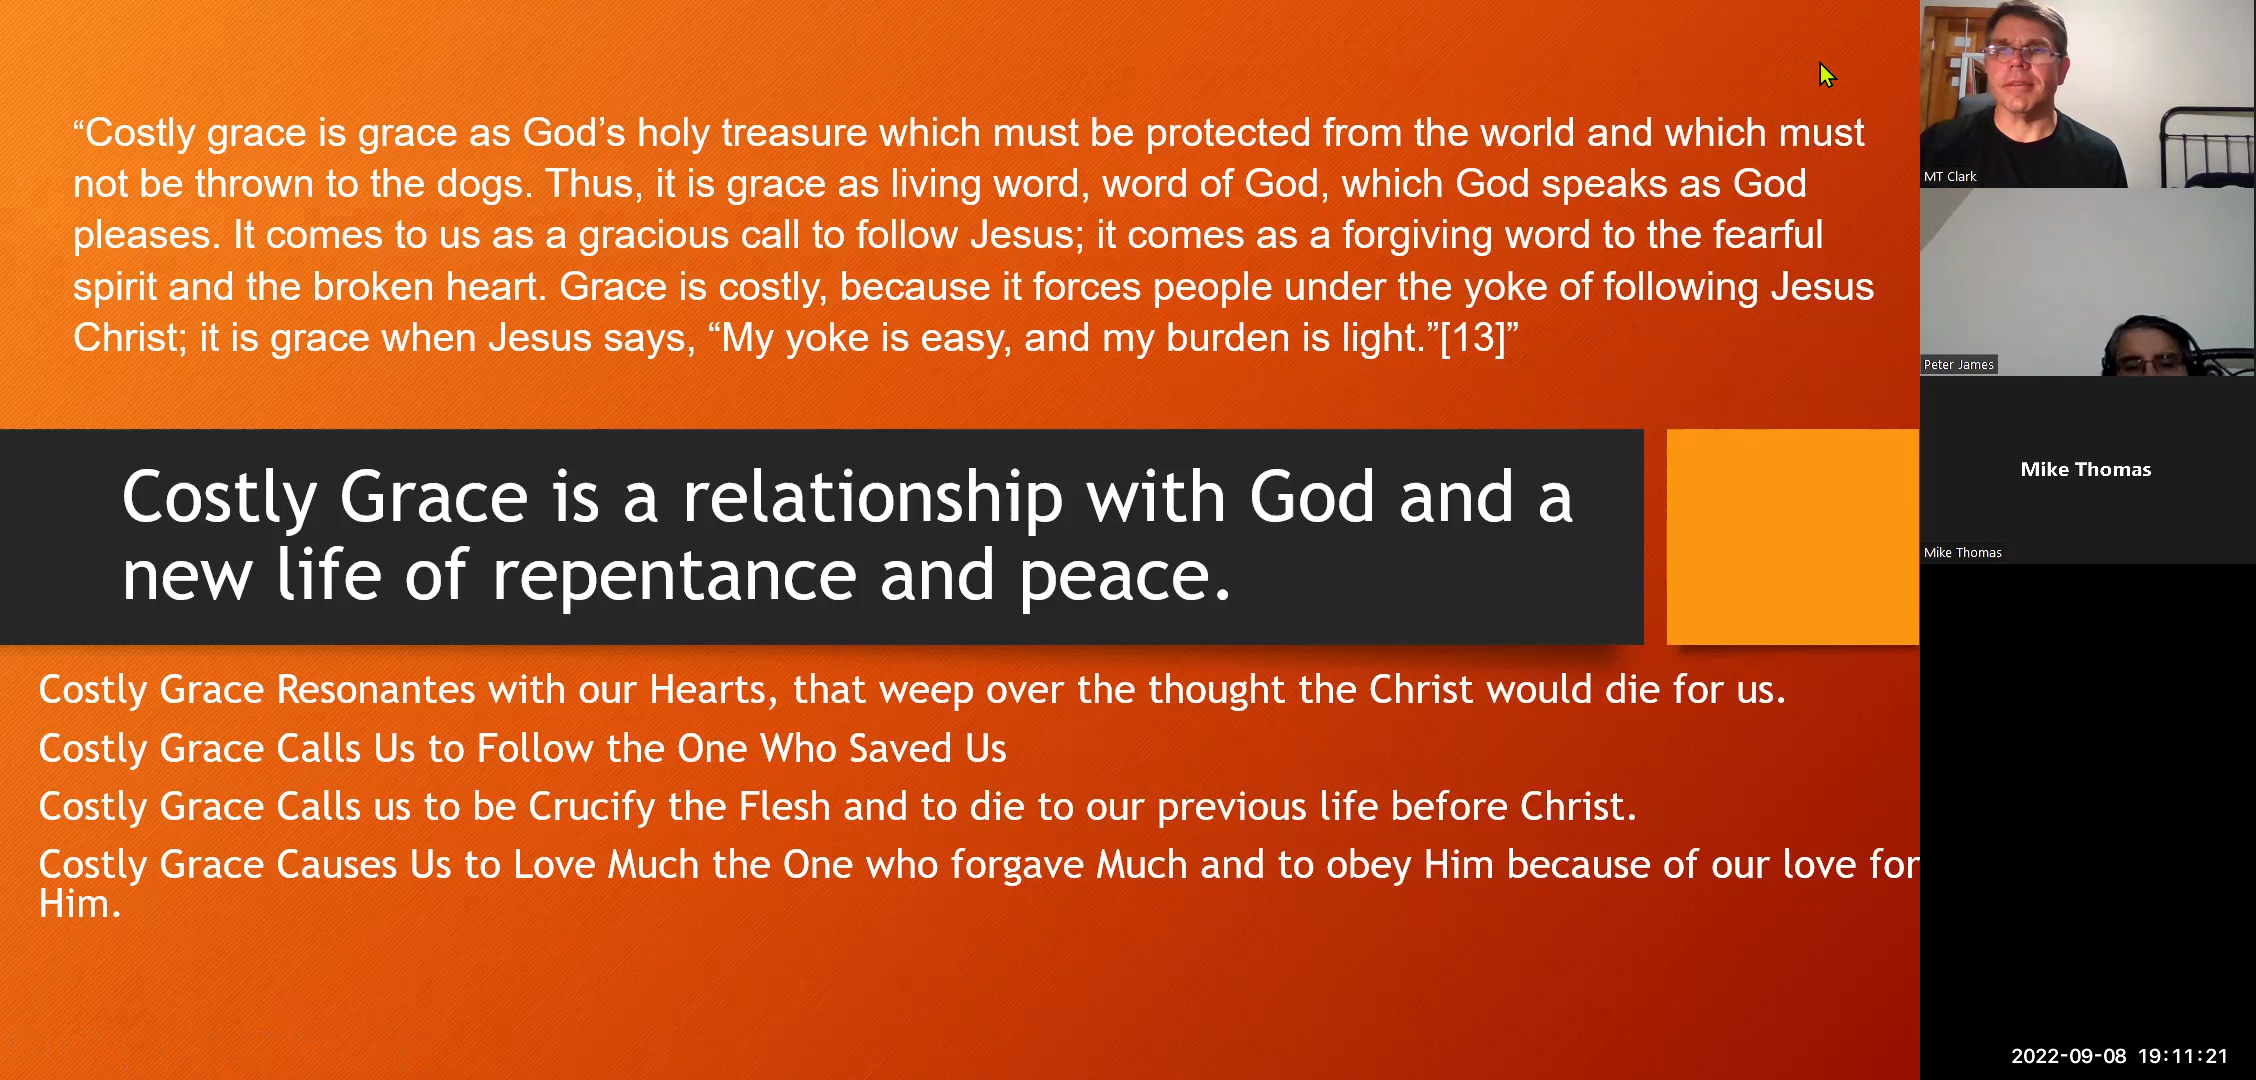 “Costly grace is grace as God’s holy treasure which must be protected from the world and which must
not be thrown to the dogs. Thus, it is grace as living word, word of God, which God speaks as God
pleases. It comes to us as a gracious call to follow Jesus; it comes as a forgiving word to the fearful
spirit and the broken heart. Grace is costly, because it forces people under the yoke of following Jesus
Christ; it is grace when Jesus says, “My yoke is easy, and my burden is light.”[13]”
Costly Grace is a relationship with God and a
new life of repentance and peace.
Costly Grace Resonantes with our Hearts, that weep over the thought the Christ would die for us.
Costly Grace Calls Us to Follow the One Who Saved Us
Costly Grace Calls us to be Crucify the Flesh and to die to our previous life before Christ.
Costly Grace Causes Us to Love Much the One who forgave Much and to obey Him because of our love for
Him.
MT Clark
Peter James
Mike Thomas
Mike Thomas
2022-09-08 19:11:21